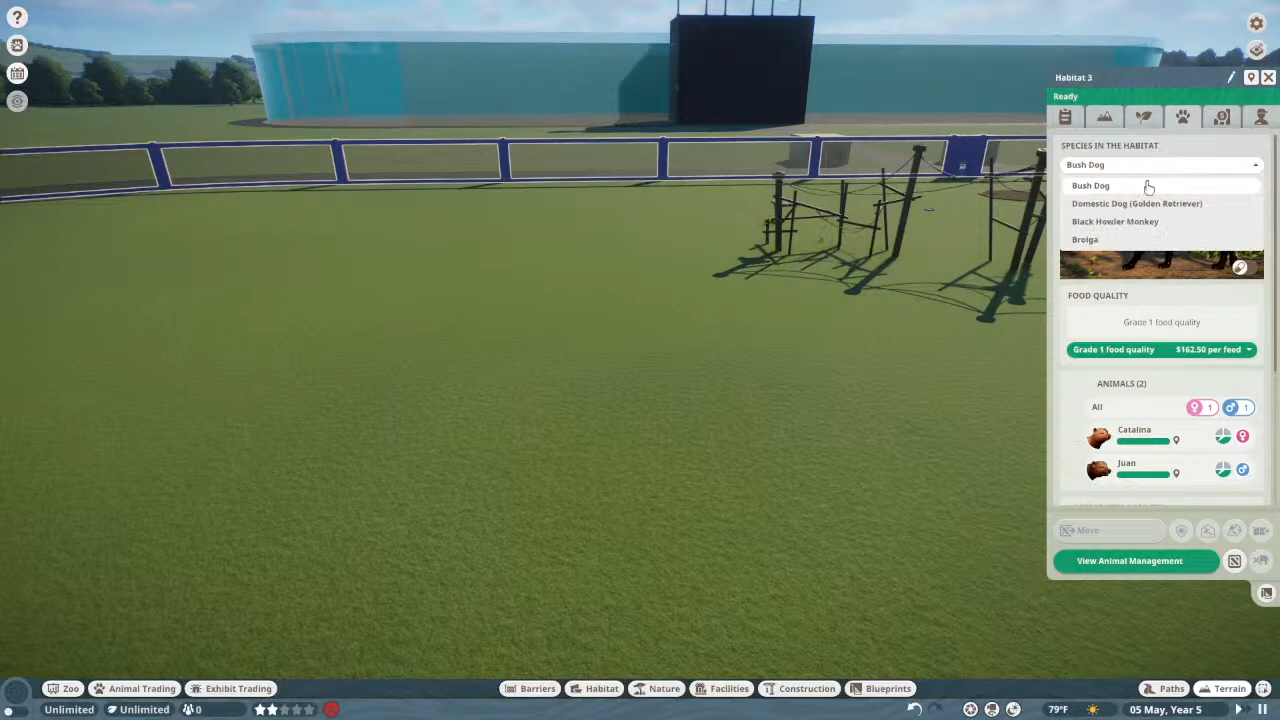 ?
Habitat 3
Ready
SPECIES IN THE HABITAT
Bush Dog
Bush Dog
Domestic Dog (Golden Retriever)
Black Howler Monkey
Broiga
FOOD QUALITY
Grade 1 food quality
Grade 1 food quality $162.50 per feed
ANIMALS (2)
All 1 1
Catalina
Juan
Move
View Animal Management
Zoo Animal Trading Exhibit Trading Barriers Habitat Nature Facilities Construction Blueprints Paths Terrain
Unlimited Unlimited 0 79°F 05 May, Year 5